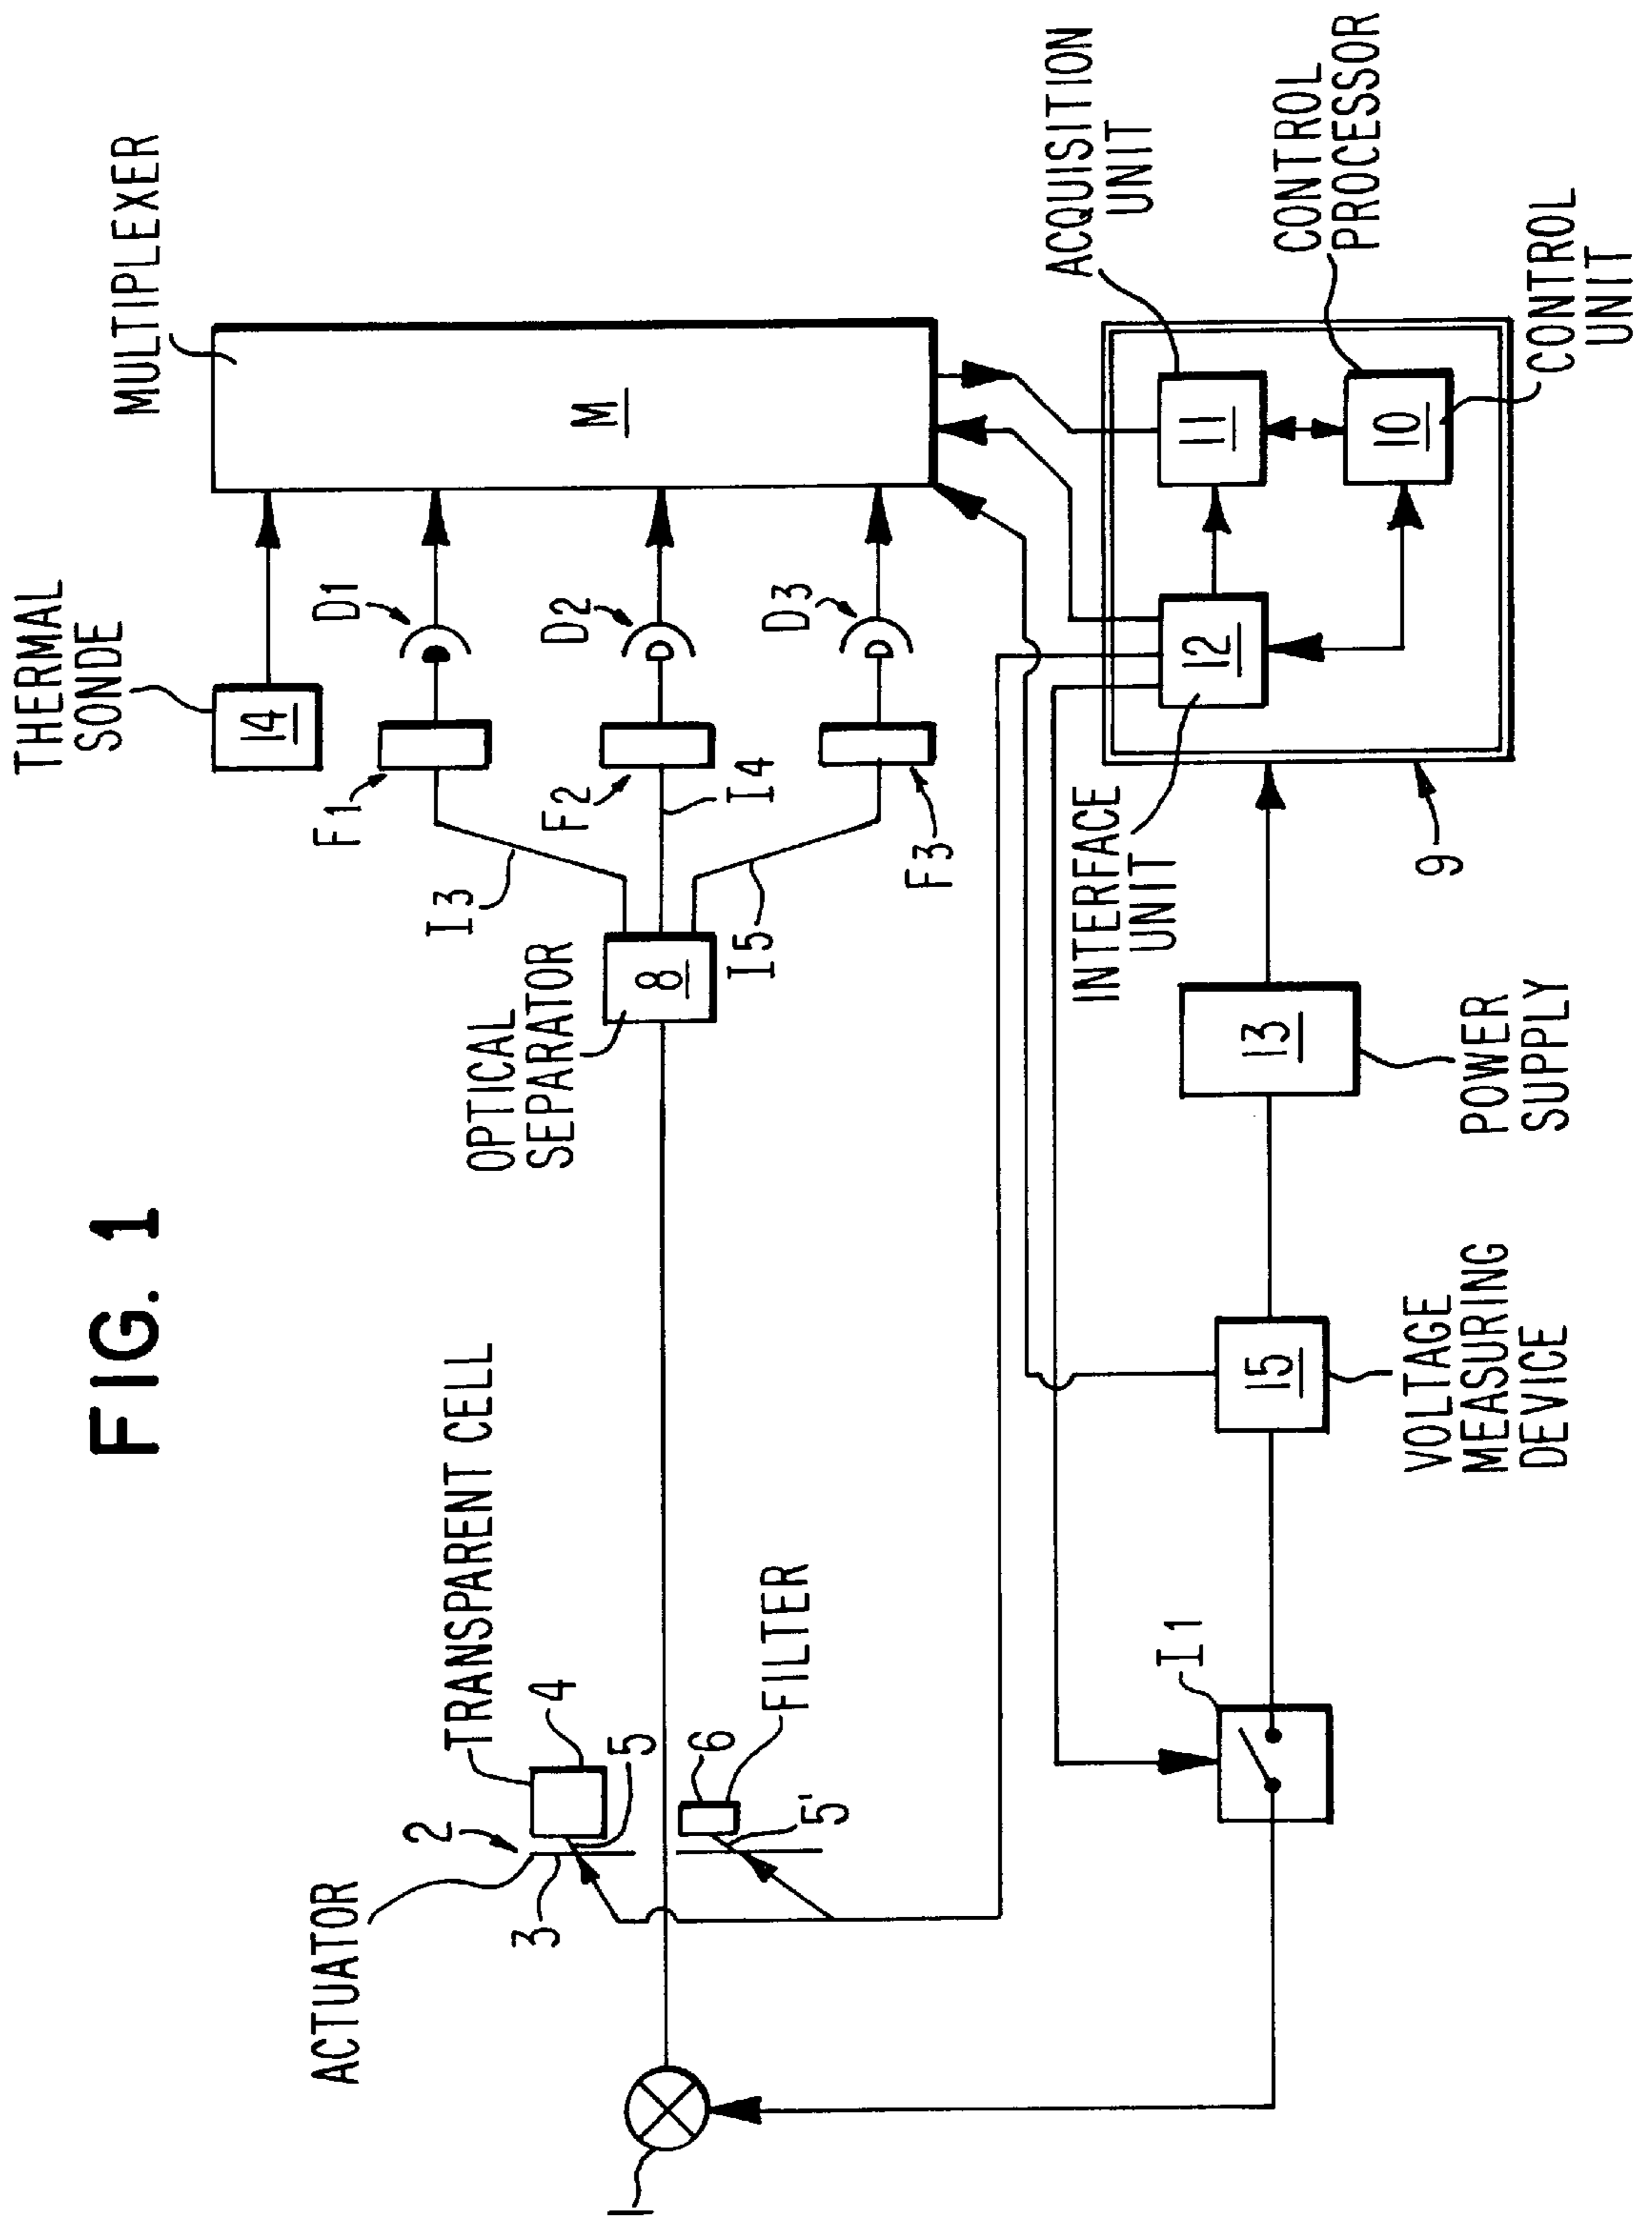 FIG. 1
THERMAL
SONDE
14
MULTIPLEXER
M
D1
F1
I3
D2
F2
I4
D3
F3
I5
OPTICAL
SEPARATOR
8
TRANSPARENT CELL
4
5
ACTUATOR
2
3
6
FILTER
5'
1
I1
15
VOLTAGE
MEASURING
DEVICE
13
POWER
SUPPLY
INTERFACE
UNIT
12
9
11
ACQUISITION
UNIT
10
CONTROL
PROCESSOR
CONTROL
UNIT